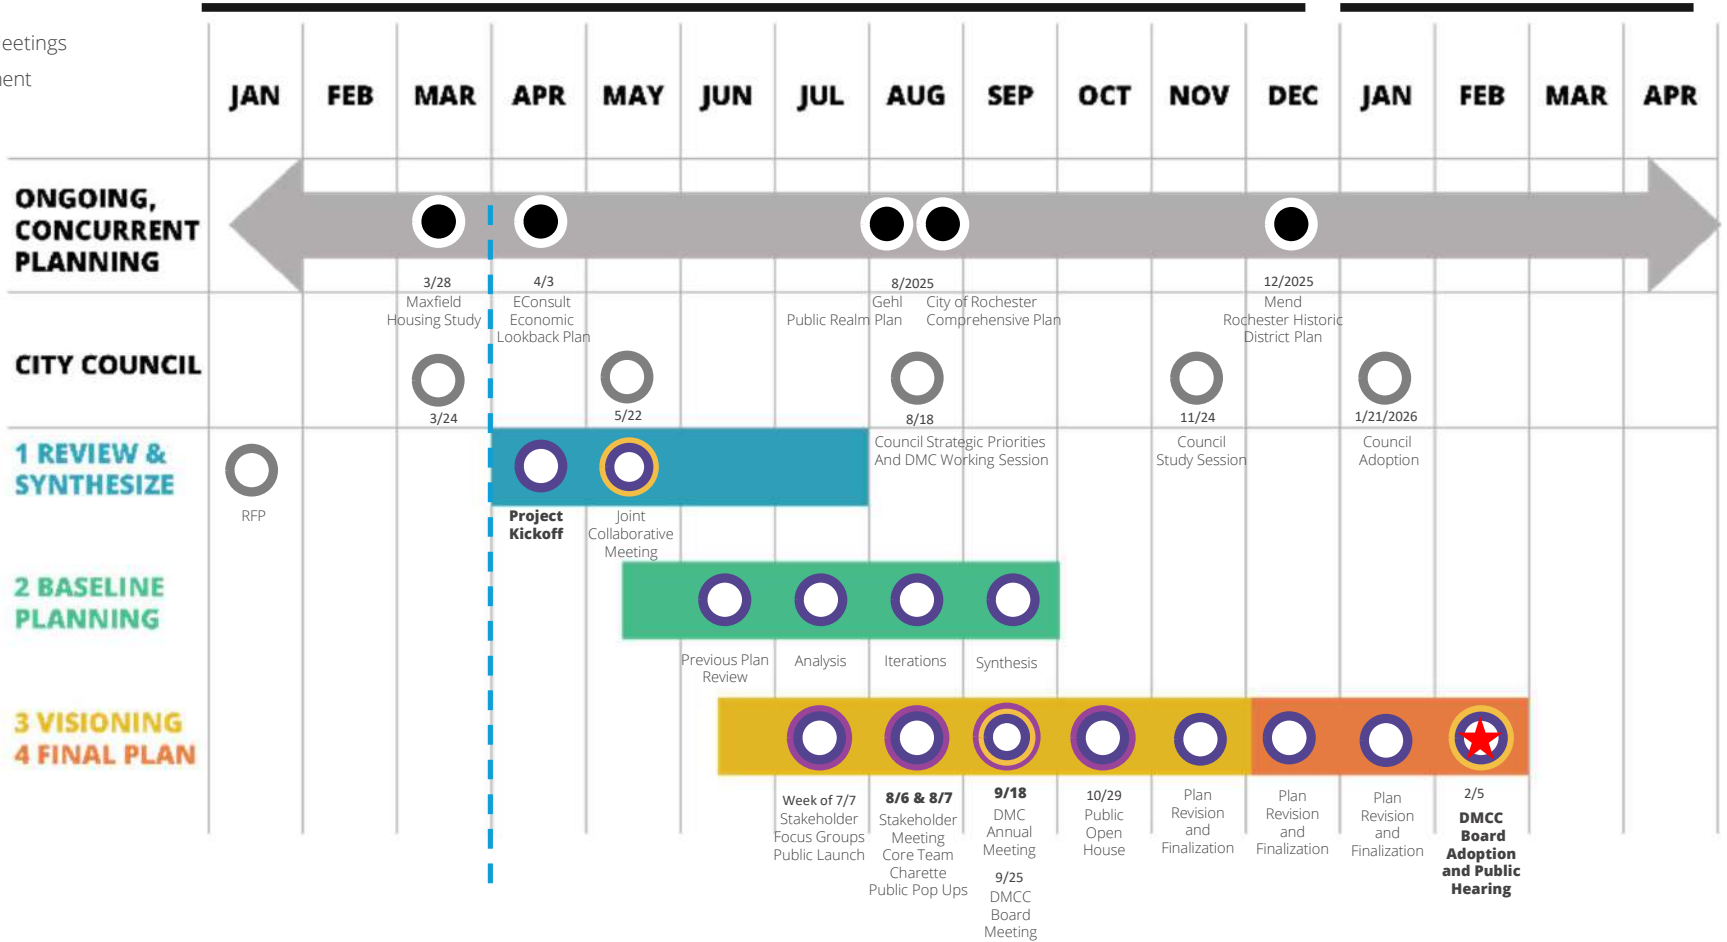 eetings
ent
JAN FEB MAR APR MAY JUN JUL AUG SEP OCT NOV DEC JAN FEB MAR APR
ONGOING,
CONCURRENT
PLANNING
3/28
Maxfield
Housing Study
4/3
EConsult
Economic
Lookback Plan
8/2025
Gehl
Public Realm Plan
City of Rochester
Comprehensive Plan
12/2025
Mend
Rochester Historic
District Plan
CITY COUNCIL
3/24
5/22
8/18
Council Strategic Priorities
And DMC Working Session
11/24
Council
Study Session
1/21/2026
Council
Adoption
1 REVIEW &
SYNTHESIZE
RFP
Project
Kickoff
Joint
Collaborative
Meeting
2 BASELINE
PLANNING
Previous Plan
Review
Analysis
Iterations
Synthesis
3 VISIONING
4 FINAL PLAN
Week of 7/7
Stakeholder
Focus Groups
Public Launch
8/6 & 8/7
Stakeholder
Meeting
Core Team
Charette
Public Pop Ups
9/18
DMC
Annual
Meeting
9/25
DMCC
Board
Meeting
10/29
Public
Open
House
Plan
Revision
and
Finalization
Plan
Revision
and
Finalization
Plan
Revision
and
Finalization
2/5
DMCC
Board
Adoption
and Public
Hearing